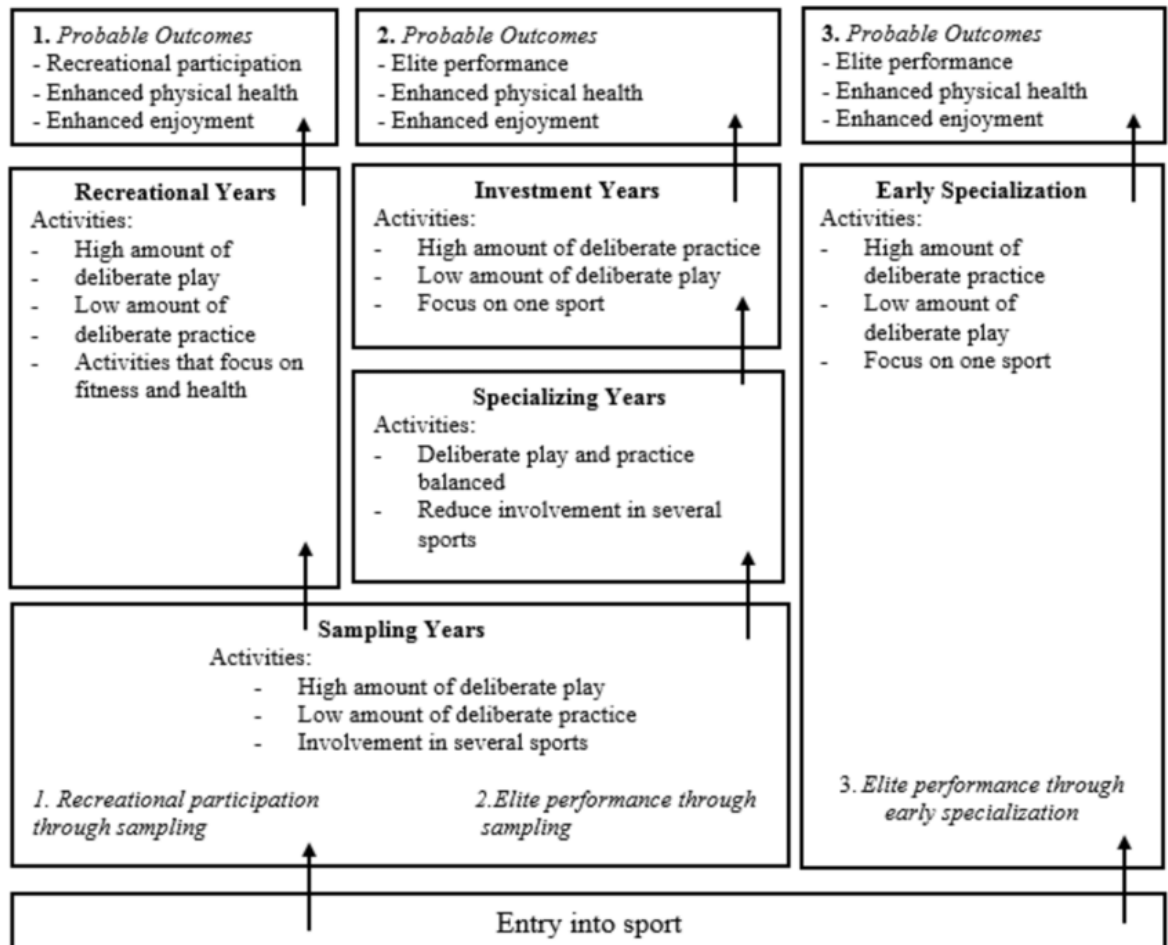 1. Probable Outcomes
- Recreational participation
- Enhanced physical health
- Enhanced enjoyment
2. Probable Outcomes
- Elite performance
- Enhanced physical health
- Enhanced enjoyment
3. Probable Outcomes
- Elite performance
- Enhanced physical health
- Enhanced enjoyment
Recreational Years
Activities:
- High amount of
- deliberate play
- Low amount of
- deliberate practice
- Activities that focus on
fitness and health
Investment Years
Activities:
- High amount of deliberate practice
- Low amount of deliberate play
- Focus on one sport
Specializing Years
Activities:
- Deliberate play and practice
balanced
- Reduce involvement in several
sports
Early Specialization
Activities:
- High amount of
deliberate practice
- Low amount of
deliberate play
- Focus on one sport
Sampling Years
Activities:
- High amount of deliberate play
- Low amount of deliberate practice
- Involvement in several sports
1. Recreational participation
through sampling
2.Elite performance through
sampling
3. Elite performance through
early specialization
Entry into sport